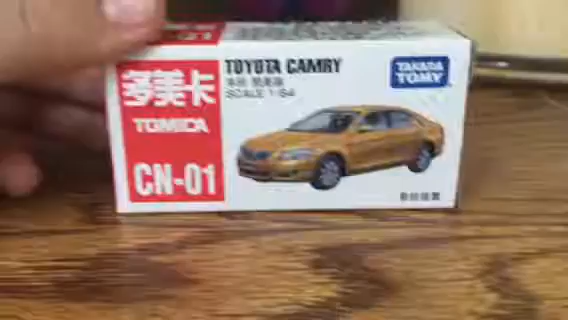 多美卡
TOMICA
CN-01
TOYOTA CAMRY
SCALE 1:64
TAKARA
TOMY